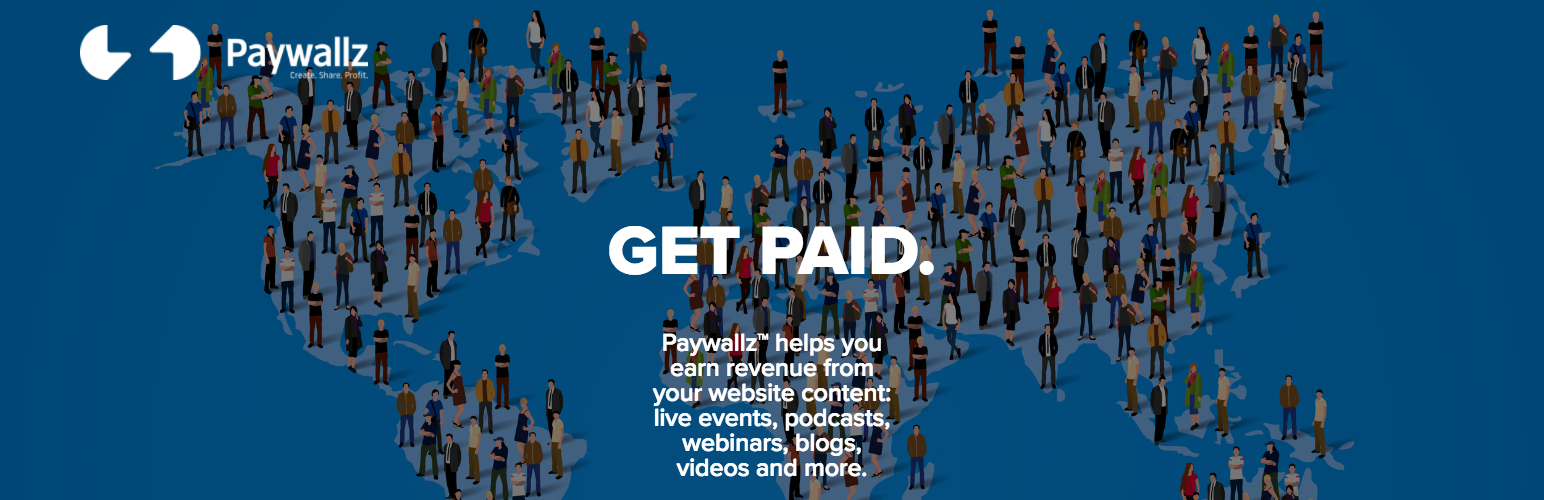 Paywallz
Create. Share. Profit.
GET PAID.
Paywallz™ helps you
earn revenue from
your website content:
live events, podcasts,
webinars, blogs,
videos and more.